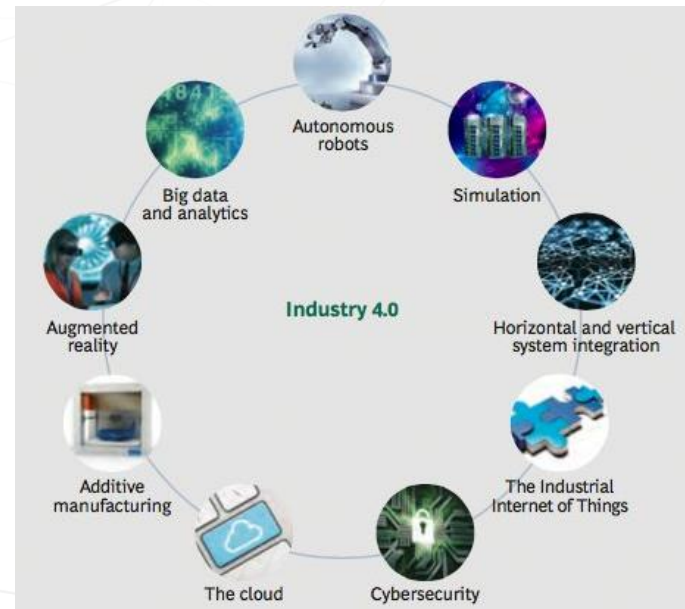 Autonomous
robots
Simulation
Horizontal and vertical
system integration
The Industrial
Internet of Things
Cybersecurity
The cloud
Additive
manufacturing
Augmented
reality
Big data
and analytics
Industry 4.0
1841